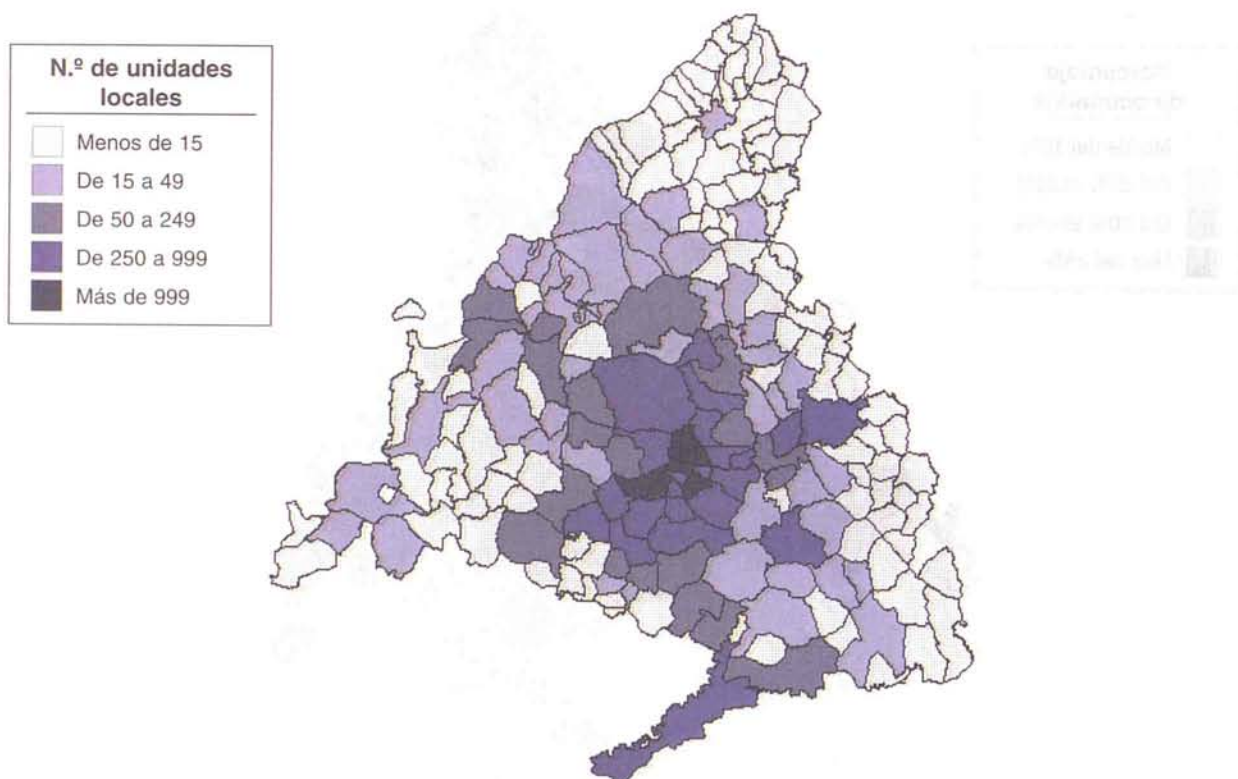 N.º de unidades
locales
Menos de 15
De 15 a 49
De 50 a 249
De 250 a 999
Más de 999